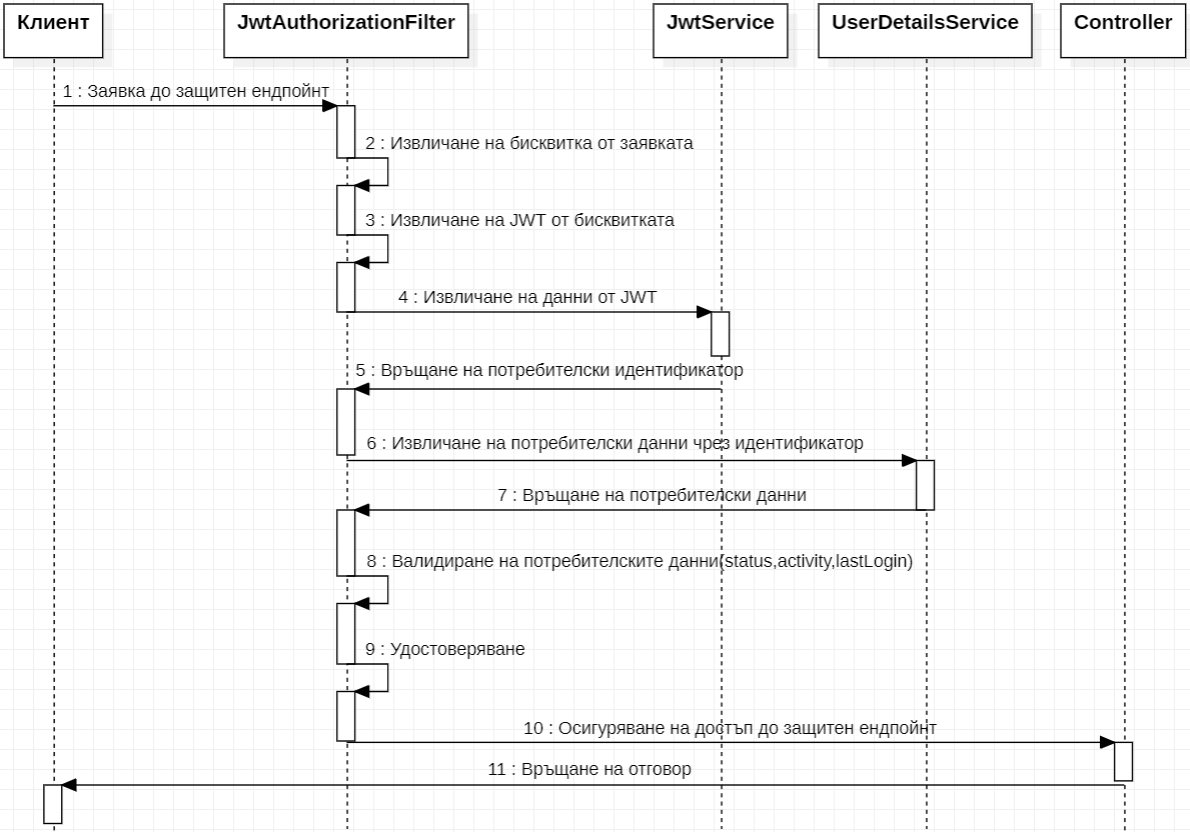 Клиент
JwtAuthorizationFilter
JwtService
UserDetailsService
Controller
1 : Заявка до защитен ендпойнт
2 : Извличане на бисквитка от заявката
3 : Извличане на JWT от бисквитката
4 : Извличане на данни от JWT
5 : Връщане на потребителски идентификатор
6 : Извличане на потребителски данни чрез идентификатор
7 : Връщане на потребителски данни
8 : Валидиране на потребителските данни(status,activity,lastLogin)
9 : Удостоверяване
10 : Осигуряване на достъп до защитен ендпойнт
11 : Връщане на отговор